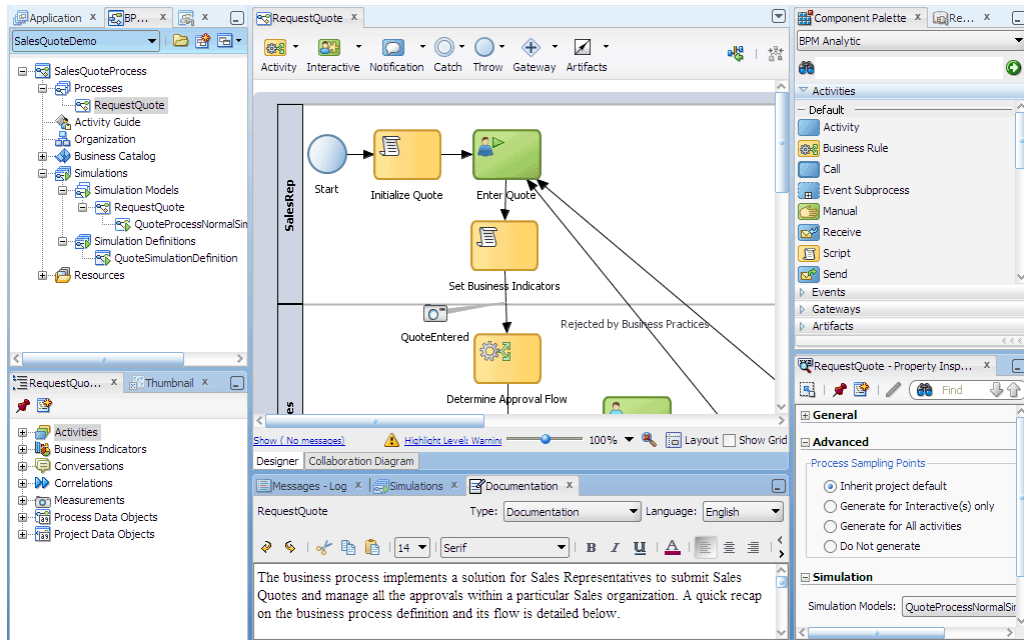 Application
BP...
SalesQuoteDemo
SalesQuoteProcess
Processes
RequestQuote
Activity Guide
Organization
Business Catalog
Simulations
Simulation Models
RequestQuote
QuoteProcessNormalSim
Simulation Definitions
QuoteSimulationDefinition
Resources
RequestQuo...
Thumbnail
Activities
Business Indicators
Conversations
Correlations
Measurements
Process Data Objects
Project Data Objects
RequestQuote
Activity Interactive Notification Catch Throw Gateway Artifacts
SalesRep
Start
Initialize Quote
Enter Quote
Set Business Indicators
QuoteEntered
Rejected by Business Practices
Determine Approval Flow
es
Show ( No messages)
Highlight Level: Warning
100%
Layout
Show Grid
Designer
Collaboration Diagram
Messages - Log
Simulations
Documentation
RequestQuote
Type: Documentation
Language: English
14
Serif
B I U A
The business process implements a solution for Sales Representatives to submit Sales
Quotes and manage all the approvals within a particular Sales organization. A quick recap
on the business process definition and its flow is detailed below.
Component Palette
Re...
BPM Analytic
Activities
Default
Activity
Business Rule
Call
Event Subprocess
Manual
Receive
Script
Send
Events
Gateways
Artifacts
RequestQuote - Property Insp...
Find
General
Advanced
Process Sampling Points
Inherit project default
Generate for Interactive(s) only
Generate for All activities
Do Not generate
Simulation
Simulation Models: QuoteProcessNormalSim